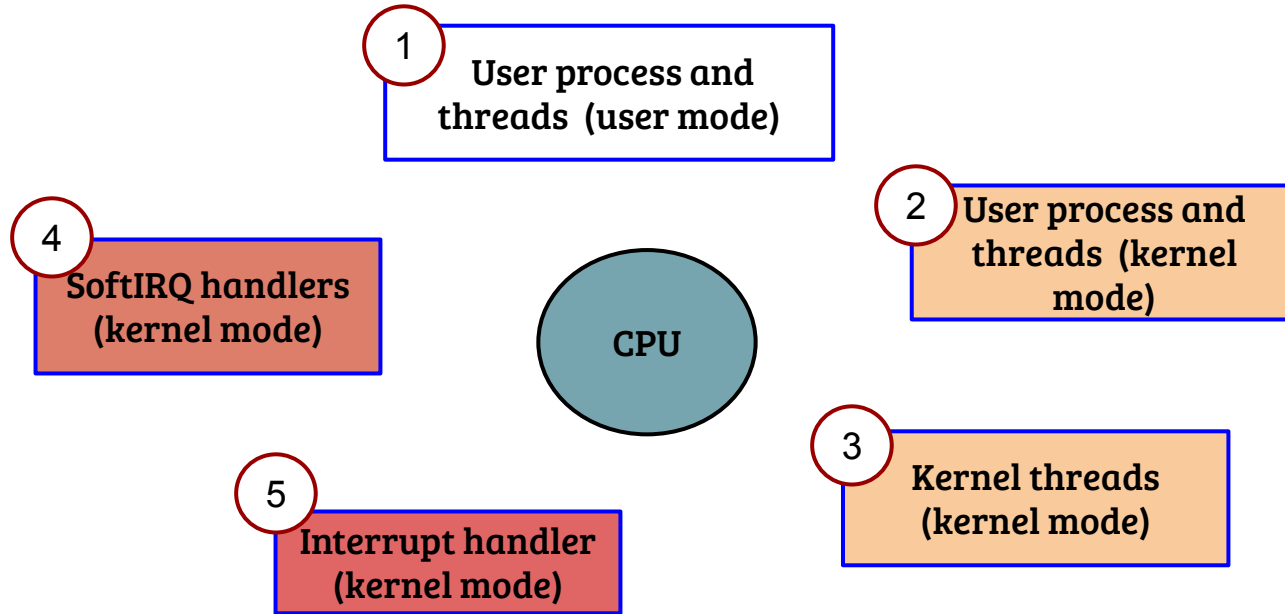 1
User process and
threads (user mode)
2
User process and
threads (kernel
mode)
4
SoftIRQ handlers
(kernel mode)
CPU
3
Kernel threads
(kernel mode)
5
Interrupt handler
(kernel mode)